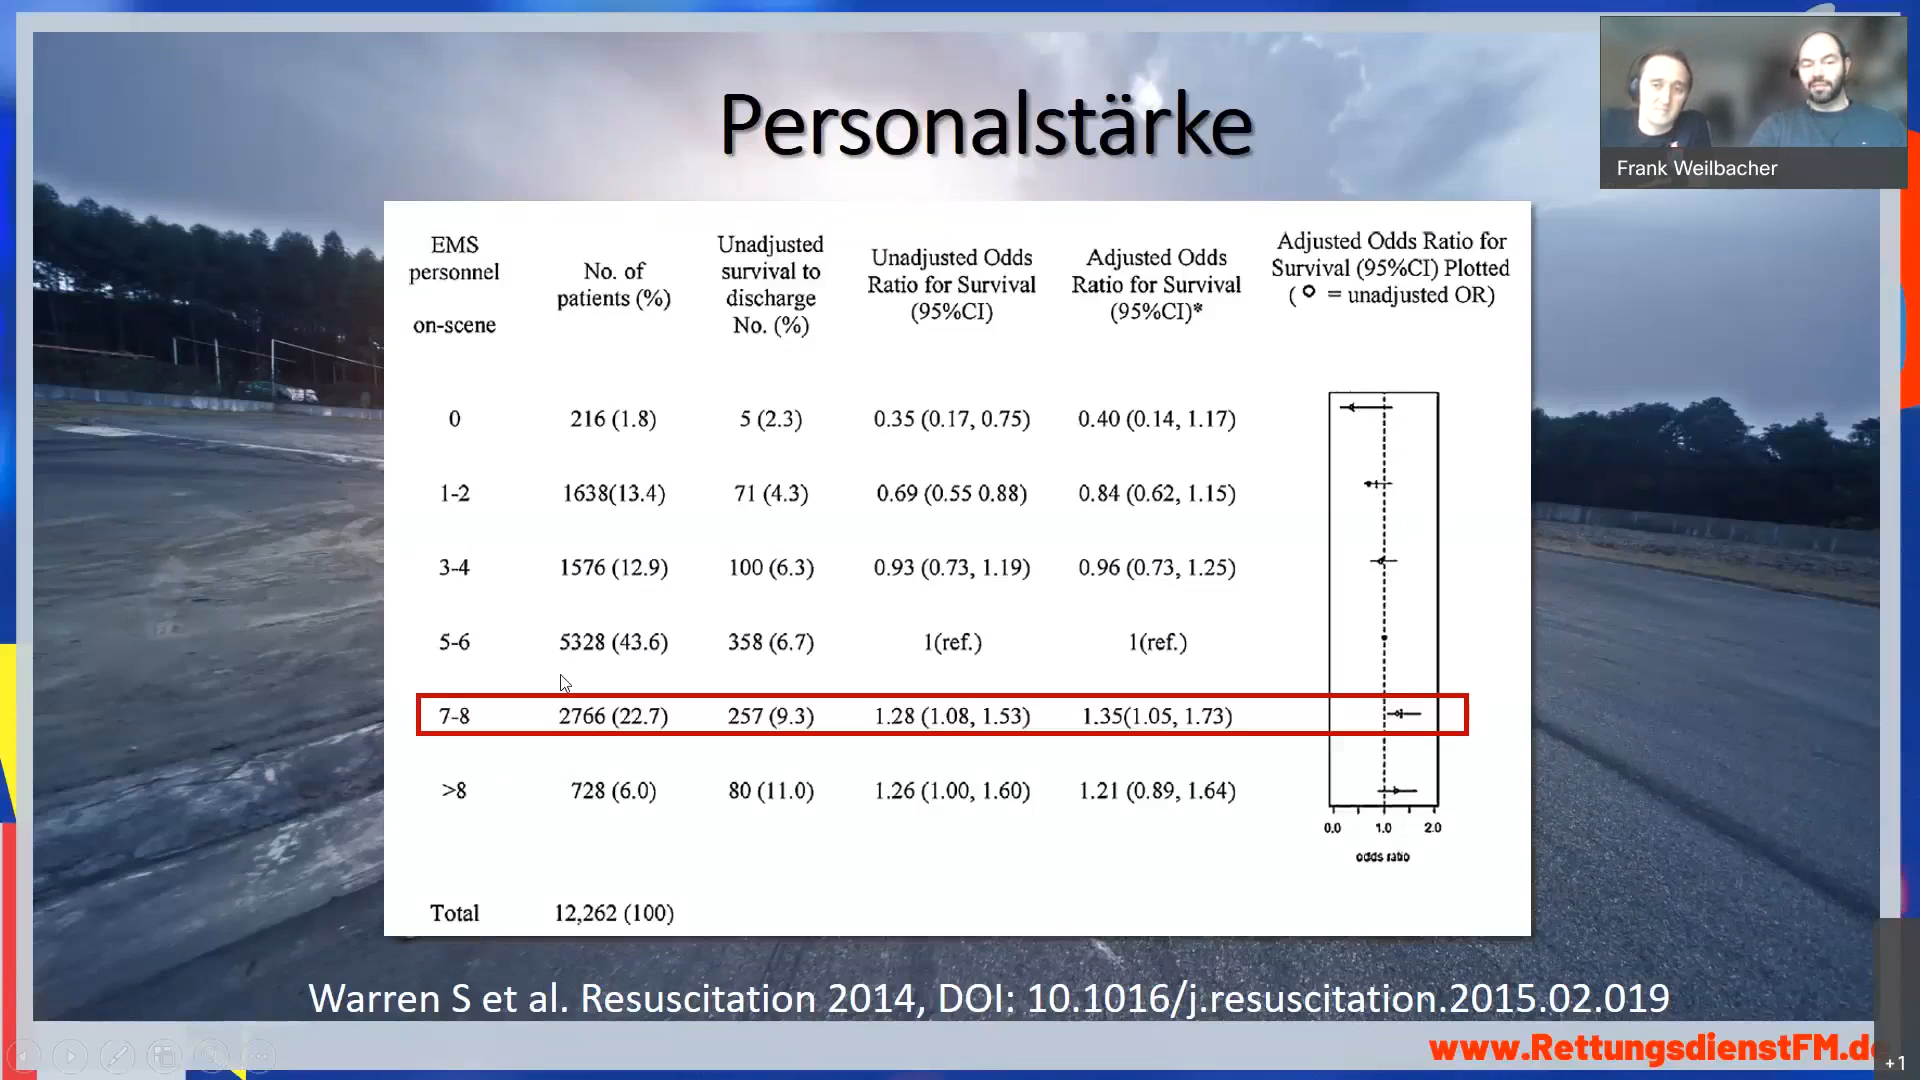 Personalstärke
Frank Weilbacher
EMS personnel on-scene	No. of patients (%)	Unadjusted survival to discharge No. (%)	Unadjusted Odds Ratio for Survival (95%CI)	Adjusted Odds Ratio for Survival (95%CI)*	Adjusted Odds Ratio for Survival (95%CI) Plotted ( o = unadjusted OR)
0	216 (1.8)	5 (2.3)	0.35 (0.17, 0.75)	0.40 (0.14, 1.17)
1-2	1638(13.4)	71 (4.3)	0.69 (0.55 0.88)	0.84 (0.62, 1.15)
3-4	1576 (12.9)	100 (6.3)	0.93 (0.73, 1.19)	0.96 (0.73, 1.25)
5-6	5328 (43.6)	358 (6.7)	1(ref.)	1(ref.)
7-8	2766 (22.7)	257 (9.3)	1.28 (1.08, 1.53)	1.35(1.05, 1.73)
>8	728 (6.0)	80 (11.0)	1.26 (1.00, 1.60)	1.21 (0.89, 1.64)
0.0	1.0	2.0
odds ratio
Total	12,262 (100)
Warren S et al. Resuscitation 2014, DOI: 10.1016/j.resuscitation.2015.02.019
www.RettungsdienstFM.de
+1